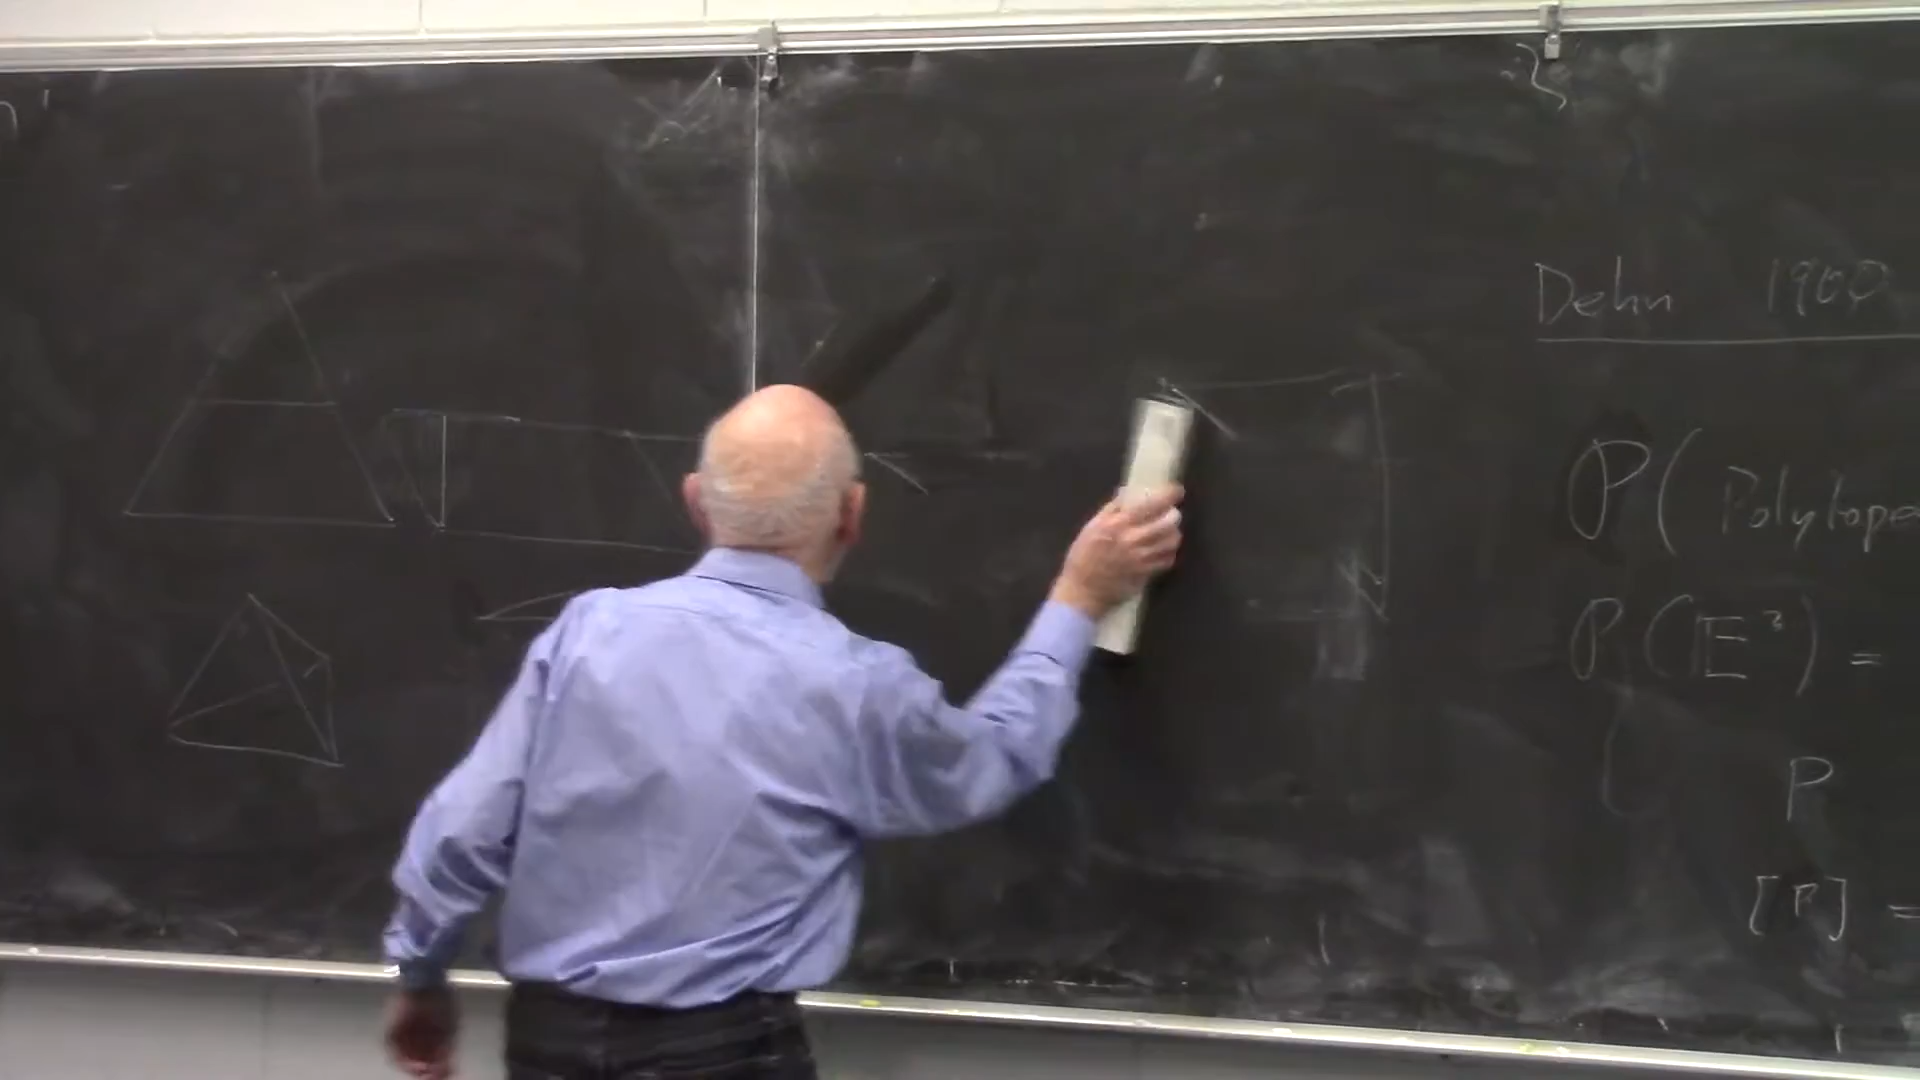 Dehn 1900
P( Polytope
P(E³) =
P
[P] =